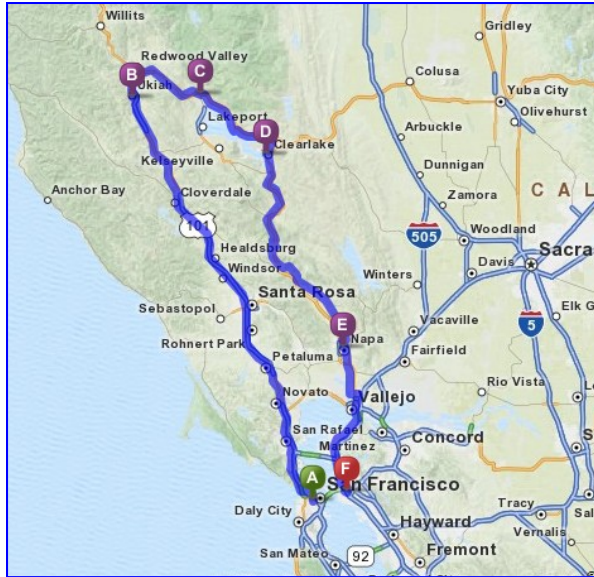 Willits
Gridley
Redwood Valley
B
C
Ukiah
Colusa
Yuba City
Olivehurst
Lakeport
D
Clearlake
Arbuckle
Kelseyville
Dunnigan
Anchor Bay
Cloverdale
Zamora
C A L
101
505
Woodland
Healdsburg
Sacras
Windsor
Davis
Winters
Santa Rosa
Sebastopol
E
Elk G
5
Rohnert Park
Napa
Vacaville
Petaluma
Fairfield
Rio Vista
Novato
Vallejo
San Rafael
Martinez
Concord
A
F
San Francisco
Daly City
Tracy
Sal
Hayward
Vernalis
San Mateo
92
Fremont